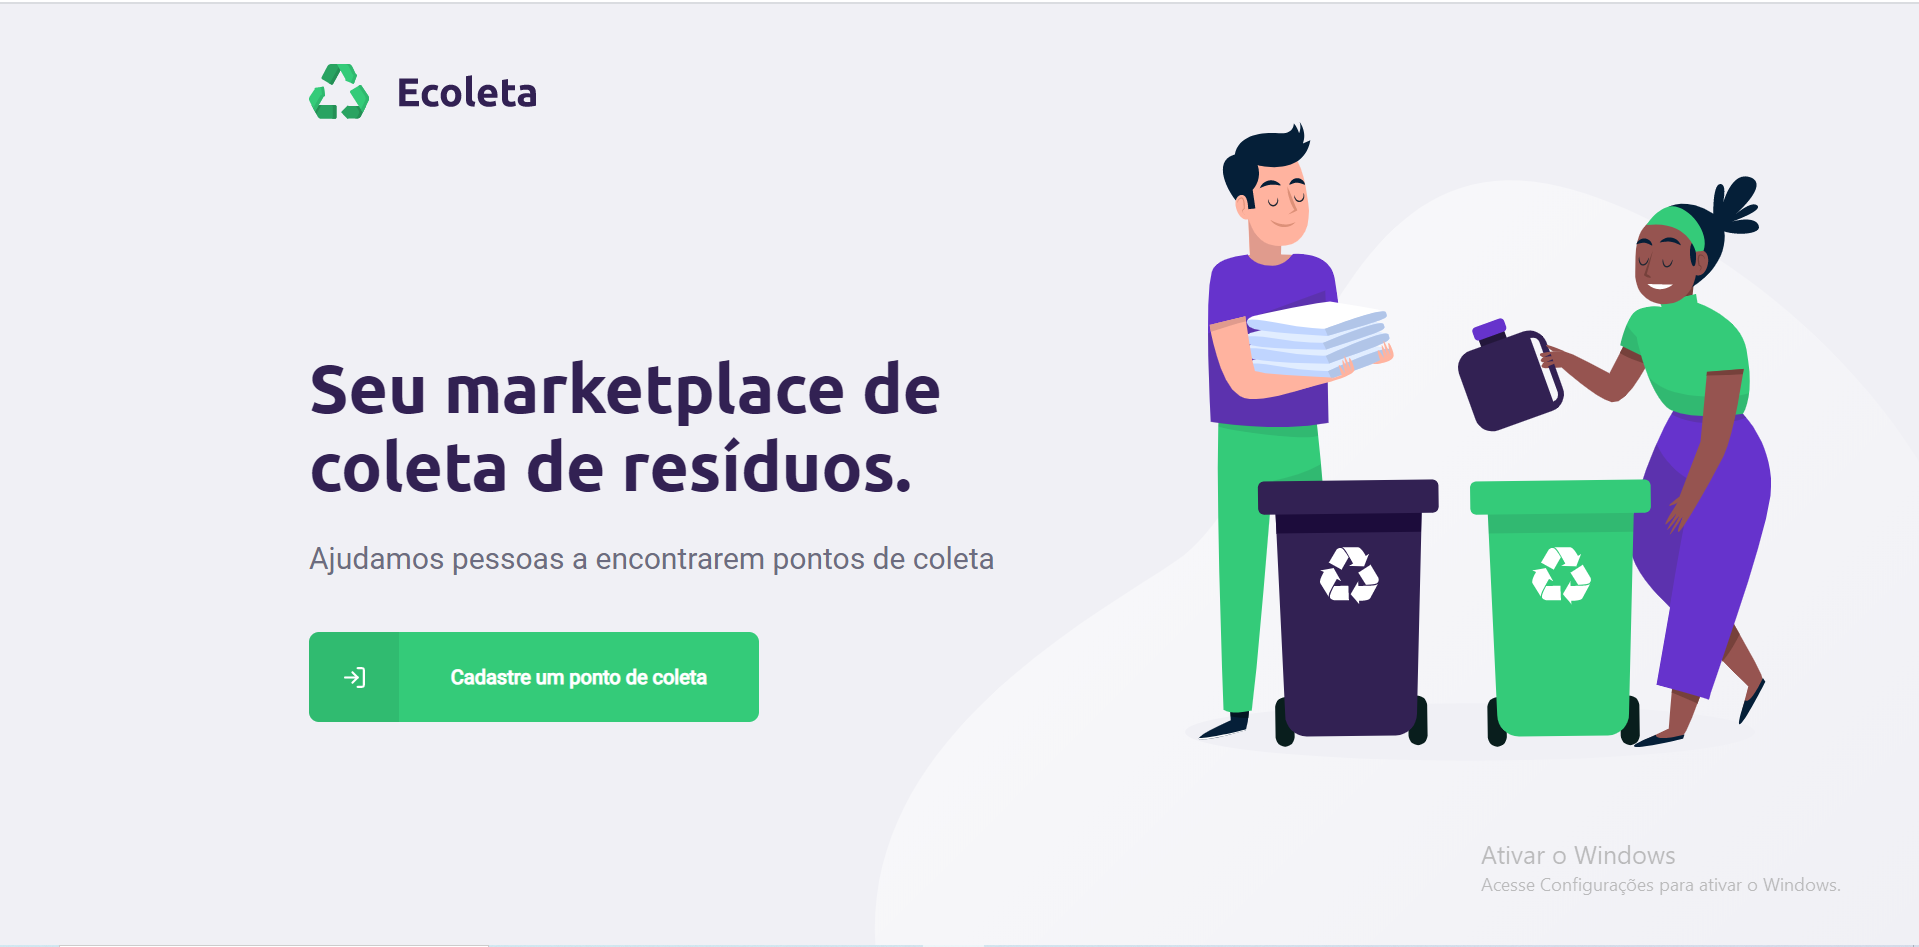 Ecoleta
Seu marketplace de
coleta de resíduos.
Ajudamos pessoas a encontrarem pontos de coleta
Cadastre um ponto de coleta
Ativar o Windows
Acesse Configurações para ativar o Windows.